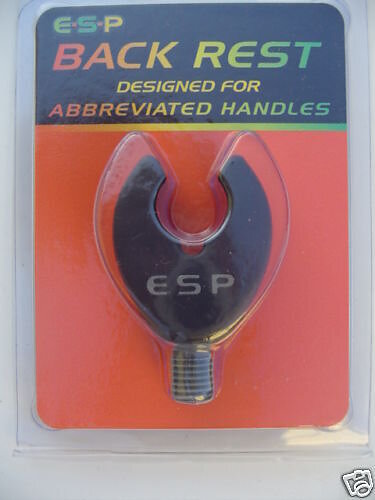 E·S·P
BACK REST
DESIGNED FOR
ABBREVIATED HANDLES
ESP